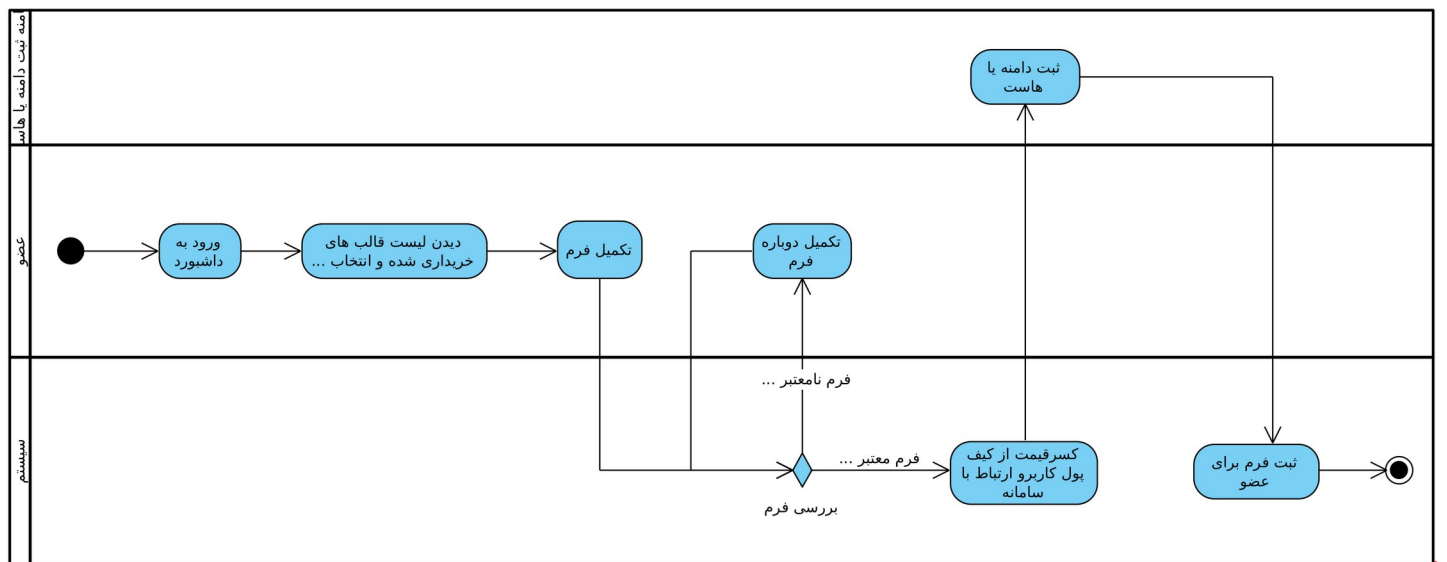 ثبت دامنه یا
هاست
عضو
ورود به
داشبورد
دیدن لیست قالب های
خریداری شده و انتخاب ...
تکمیل فرم
تکمیل دوباره
فرم
فرم نامعتبر ...
سیستم
فرم معتبر ...
بررسی فرم
کسرقیمت از کیف
پول کاربرو ارتباط با
سامانه
ثبت فرم برای
عضو
ثبت دامنه یا